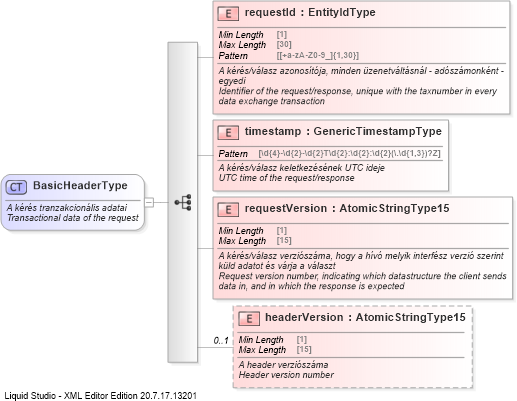 E requestId : EntityIdType
Min Length [1]
Max Length [30]
Pattern [[+a-zA-Z0-9_]{1,30}]
A kérés/válasz azonosítója, minden üzenetváltásnál - adószámonként -
egyedi
Identifier of the request/response, unique with the taxnumber in every
data exchange transaction
E timestamp : GenericTimestampType
Pattern [\d{4}-\d{2}-\d{2}T\d{2}:\d{2}:\d{2}(\.\d{1,3})?Z]
A kérés/válasz keletkezésének UTC ideje
UTC time of the request/response
CT BasicHeaderType
A kérés tranzakcionális adatai
Transactional data of the request
E requestVersion : AtomicStringType15
Min Length [1]
Max Length [15]
A kérés/válasz verziószáma, hogy a hívó melyik interfész verzió szerint
küld adatot és várja a választ
Request version number, indicating which datastructure the client sends
data in, and in which the response is expected
E headerVersion : AtomicStringType15
0..1
Min Length [1]
Max Length [15]
A header verziószáma
Header version number
Liquid Studio - XML Editor Edition 20.7.17.13201